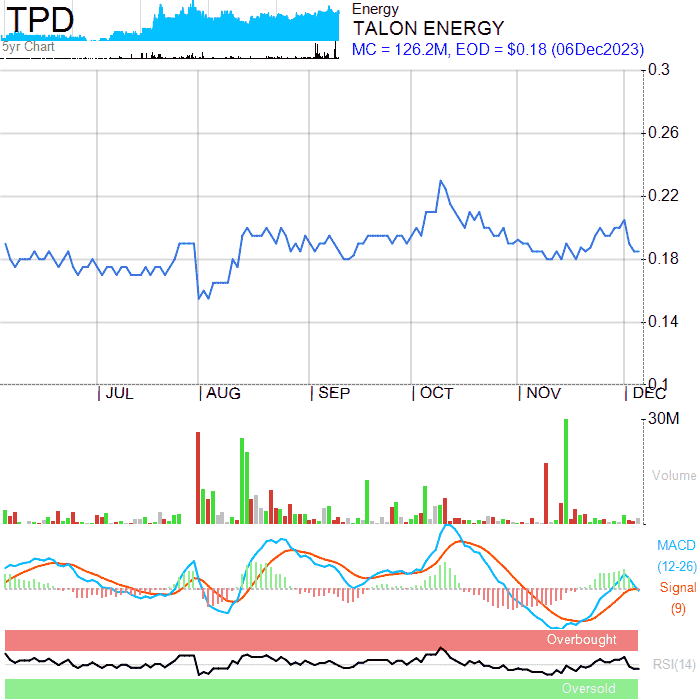 TPD
5yr Chart
Energy
TALON ENERGY
MC = 126.2M, EOD = $0.18 (06Dec2023)
0.3
0.26
0.22
0.18
0.14
0.1
JUL AUG SEP OCT NOV DEC
30M
Volume
MACD
(12-26)
Signal
(9)
Overbought
RSI(14)
Oversold